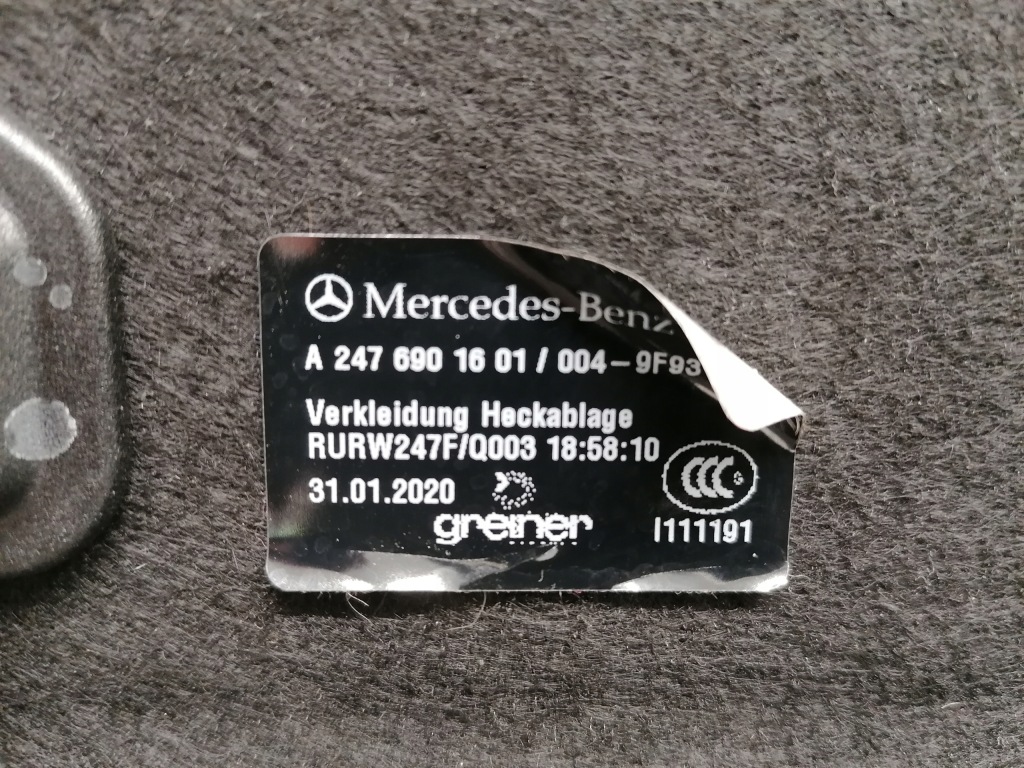 Mercedes-Benz
A 247 690 16 01 / 004 – 9F93
Verkleidung Heckablage
RURW247F/Q003 18:58:10
31.01.2020
greiner
CCC S
I111191